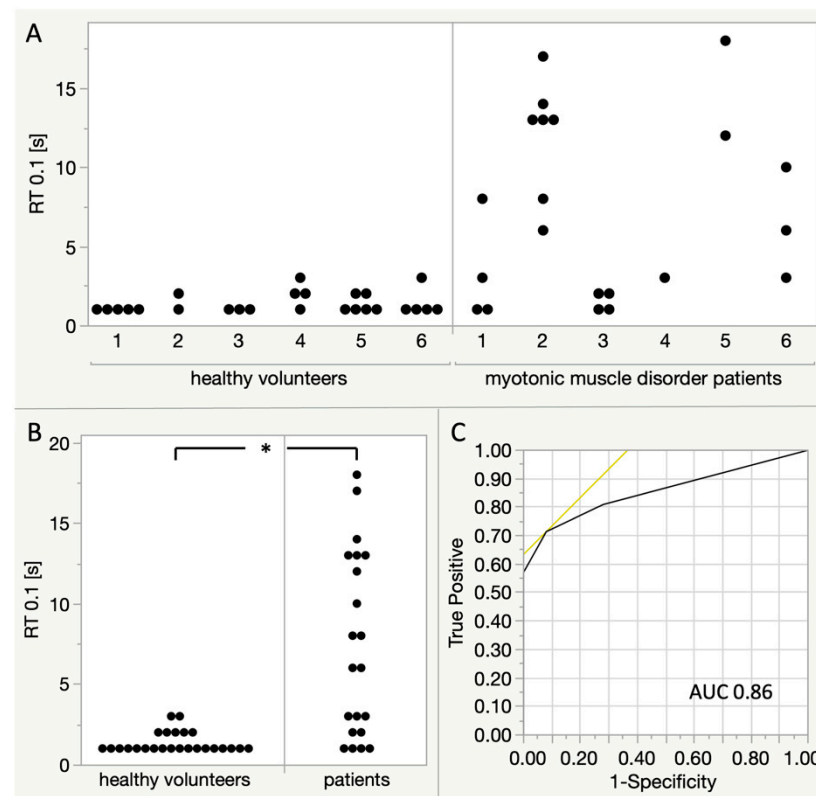 A
RT 0.1 [s]
15
10
5
0
1 2 3 4 5 6 1 2 3 4 5 6
healthy volunteers myotonic muscle disorder patients
B
RT 0.1 [s]
20
15
10
5
0
*
healthy volunteers patients
C
True Positive
1.00
0.90
0.80
0.70
0.60
0.50
0.40
0.30
0.20
0.10
0.00
AUC 0.86
0.00 0.20 0.40 0.60 0.80 1.00
1-Specificity